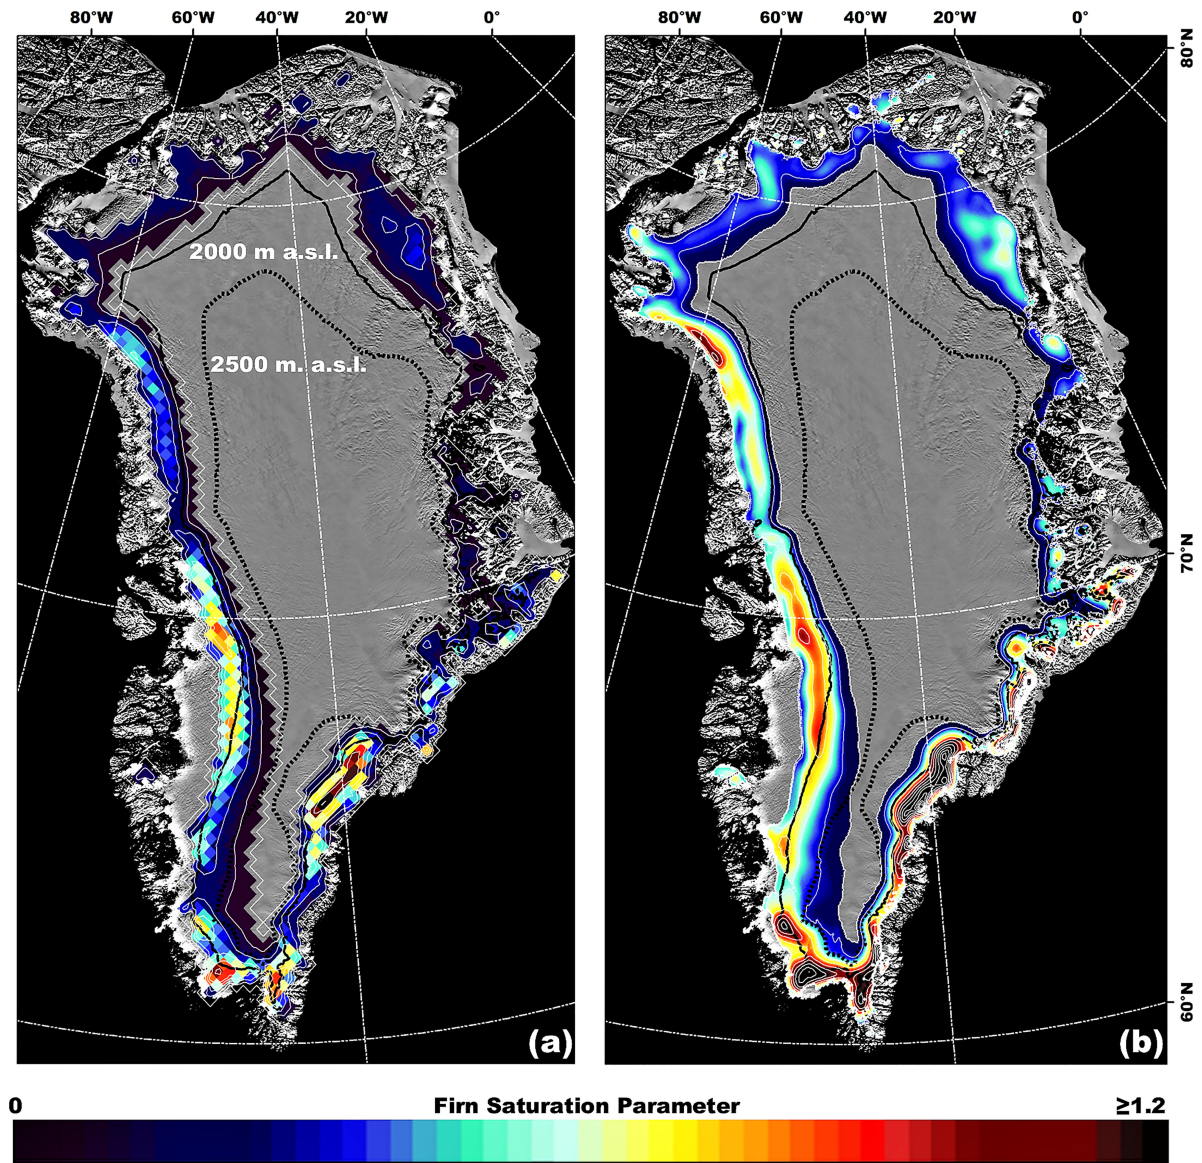 80°W 60°W 40°W 20°W 0° 80°W 60°W 40°W 20°W 0°
80°N
2000 m a.s.l.
2500 m. a.s.l.
70°N
60°N
(a) (b)
0 Firn Saturation Parameter ≥1.2